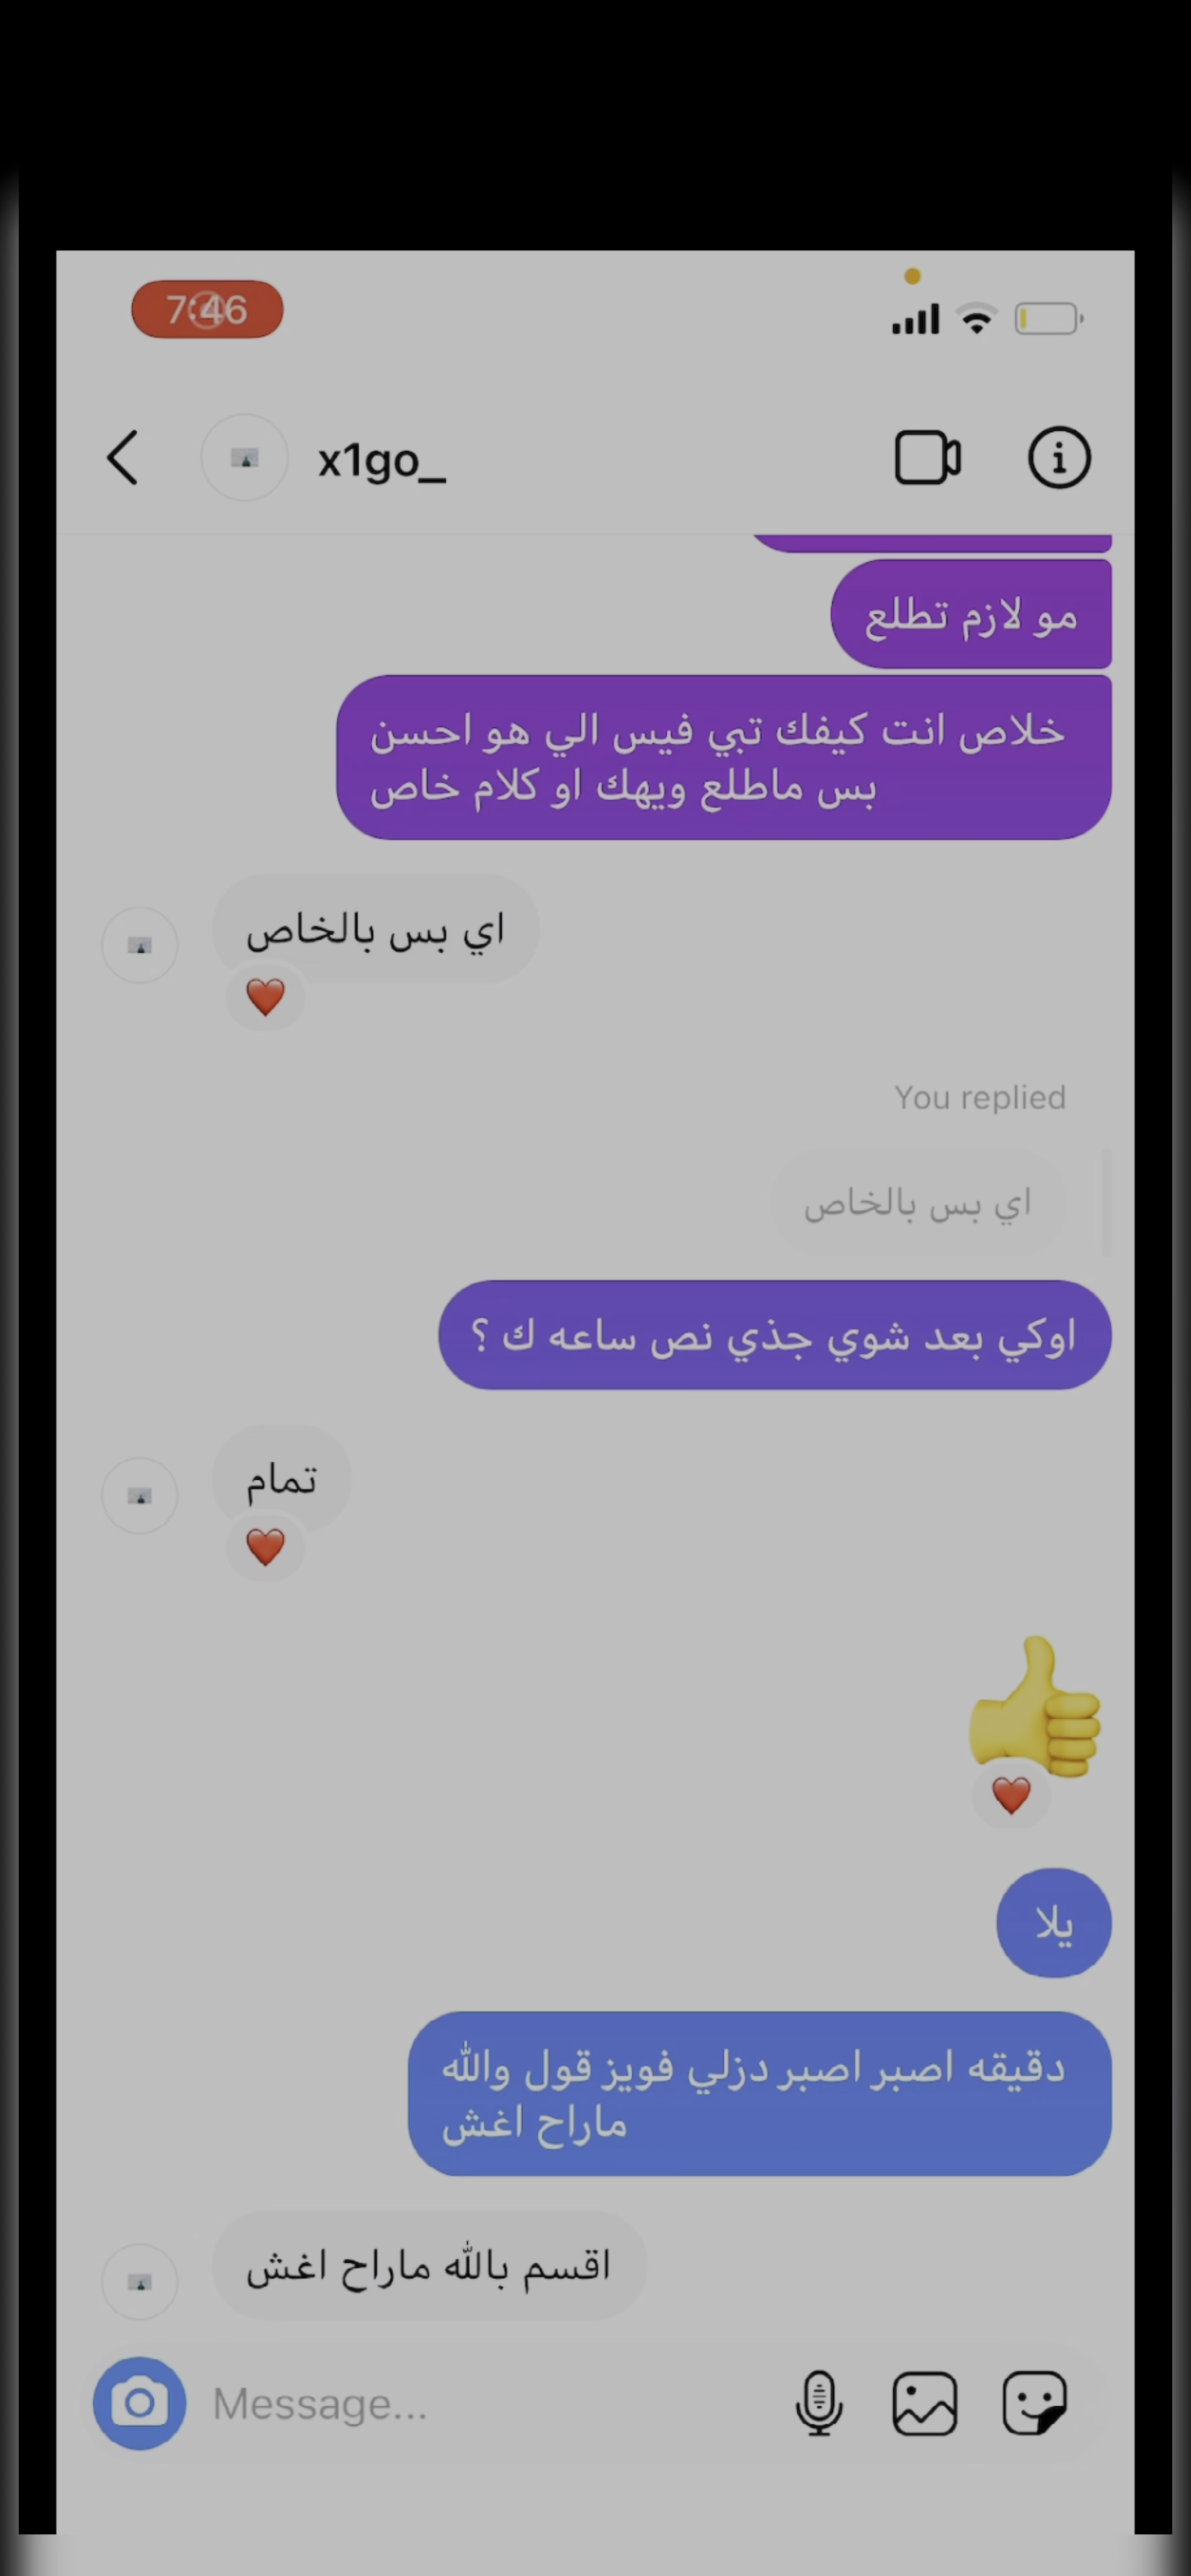 7:46
x1go_
مو لازم تطلع
خلاص انت كيفك تبي فيس الي هو احسن
بس ماطلع ويهك او كلام خاص
اي بس بالخاص
You replied
اي بس بالخاص
اوكي بعد شوي جذي نص ساعه ك ؟
تمام
يلا
دقيقه اصبر اصبر دزلي فويز قول والله
ماراح اغش
اقسم بالله ماراح اغش
Message...